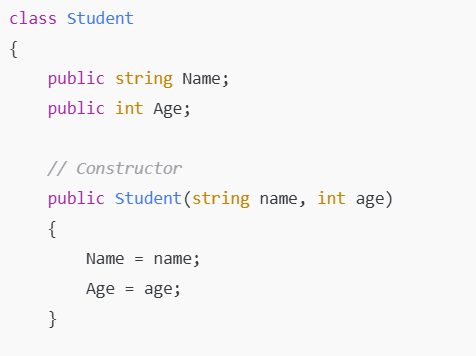 class Student
{
    public string Name;
    public int Age;

    // Constructor
    public Student(string name, int age)
    {
        Name = name;
        Age = age;
    }